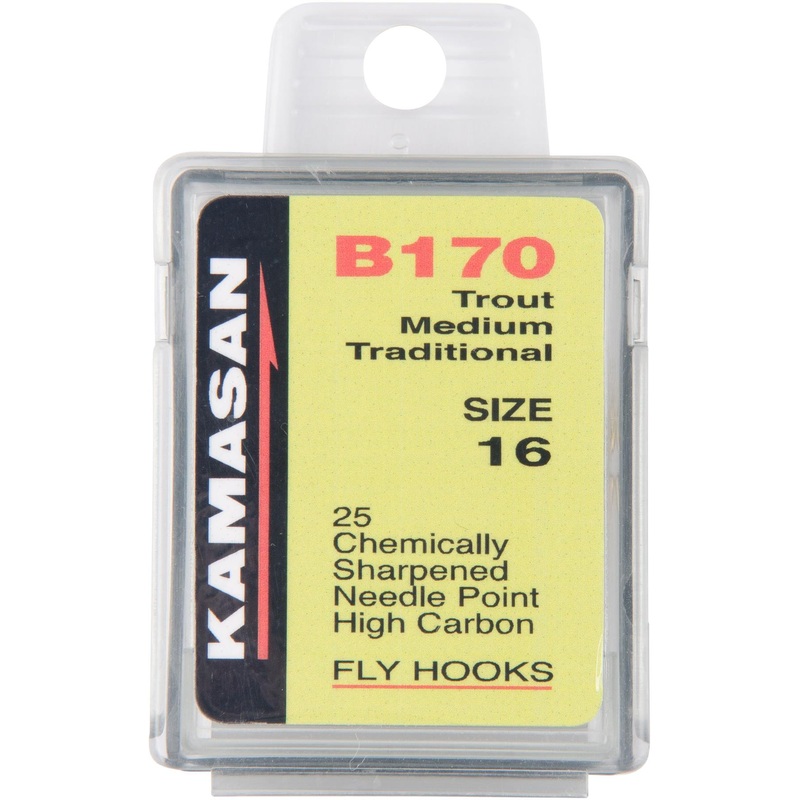 KAMASAN
B170
Trout
Medium
Traditional
SIZE
16
25
Chemically
Sharpened
Needle Point
High Carbon
FLY HOOKS